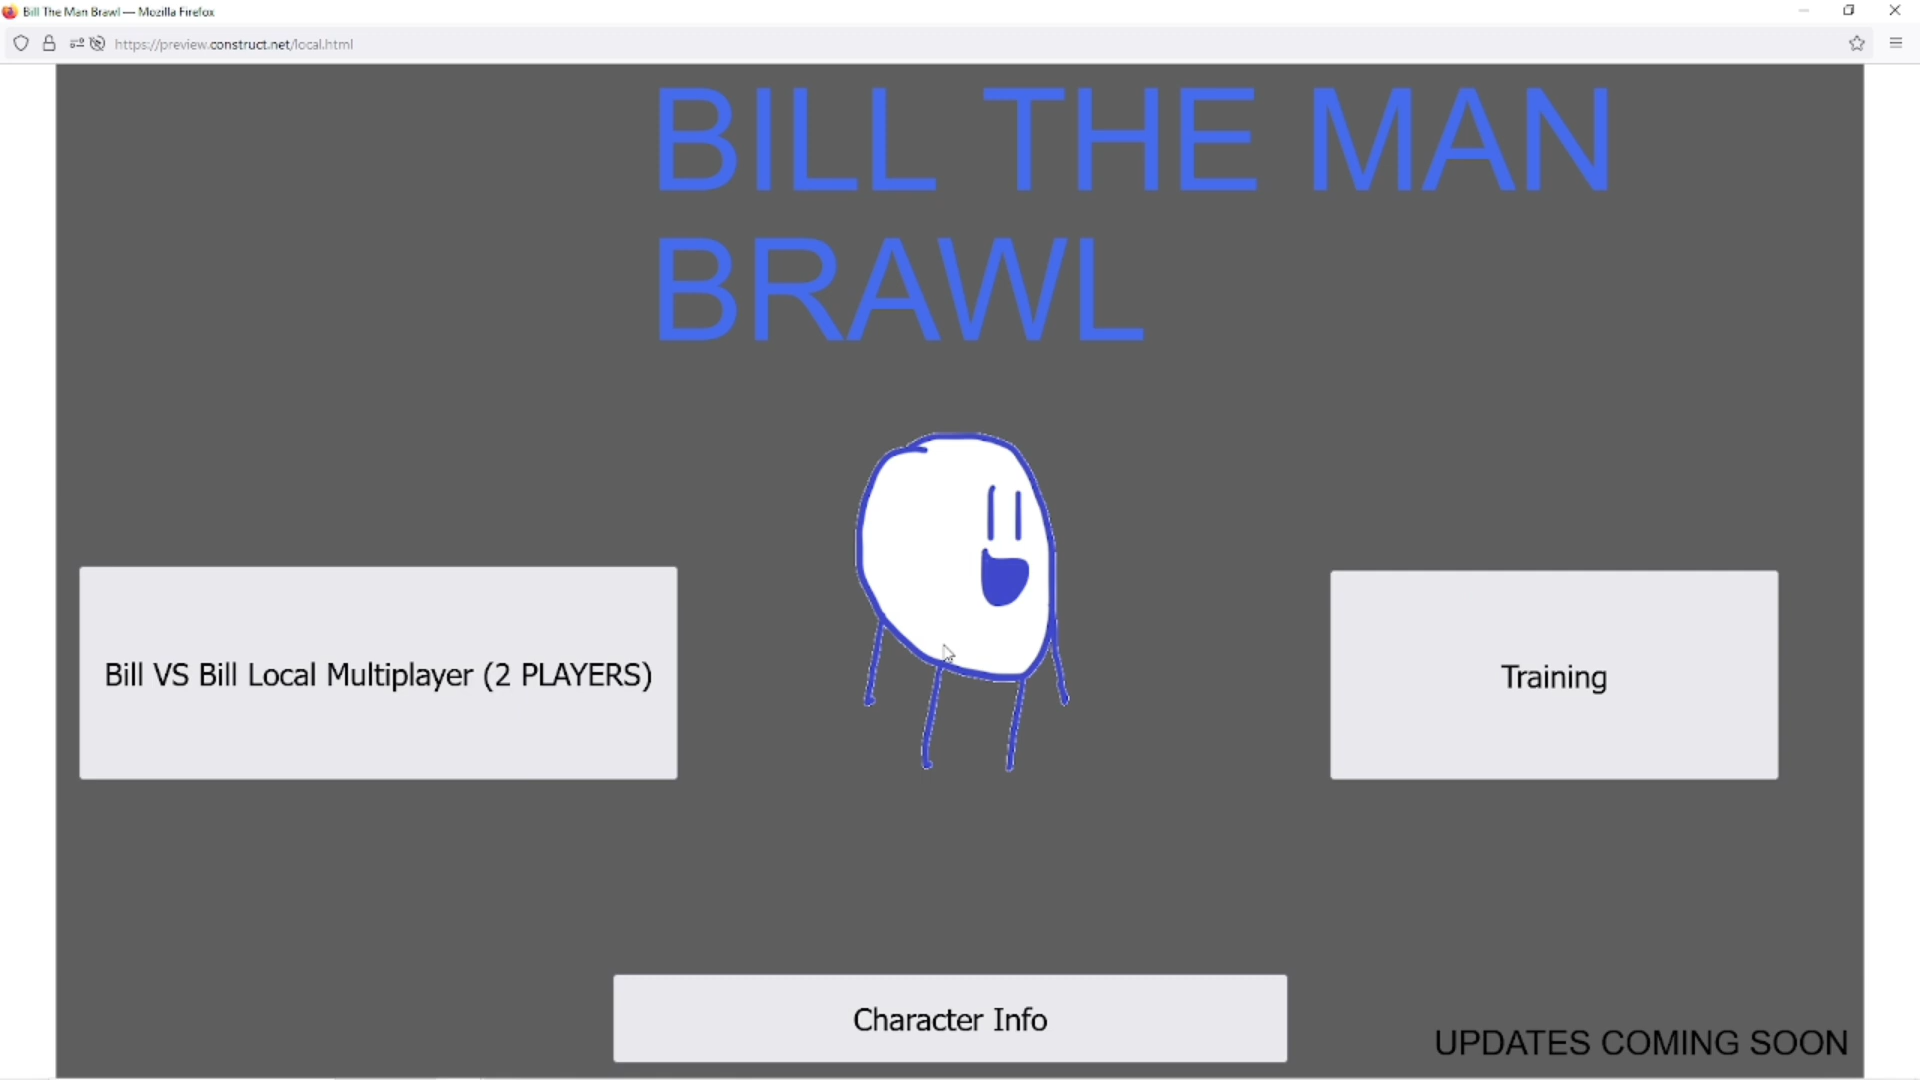 Bill The Man Brawl — Mozilla Firefox
https://preview.construct.net/local.html
BILL THE MAN
BRAWL
Bill VS Bill Local Multiplayer (2 PLAYERS)
Training
Character Info
UPDATES COMING SOON